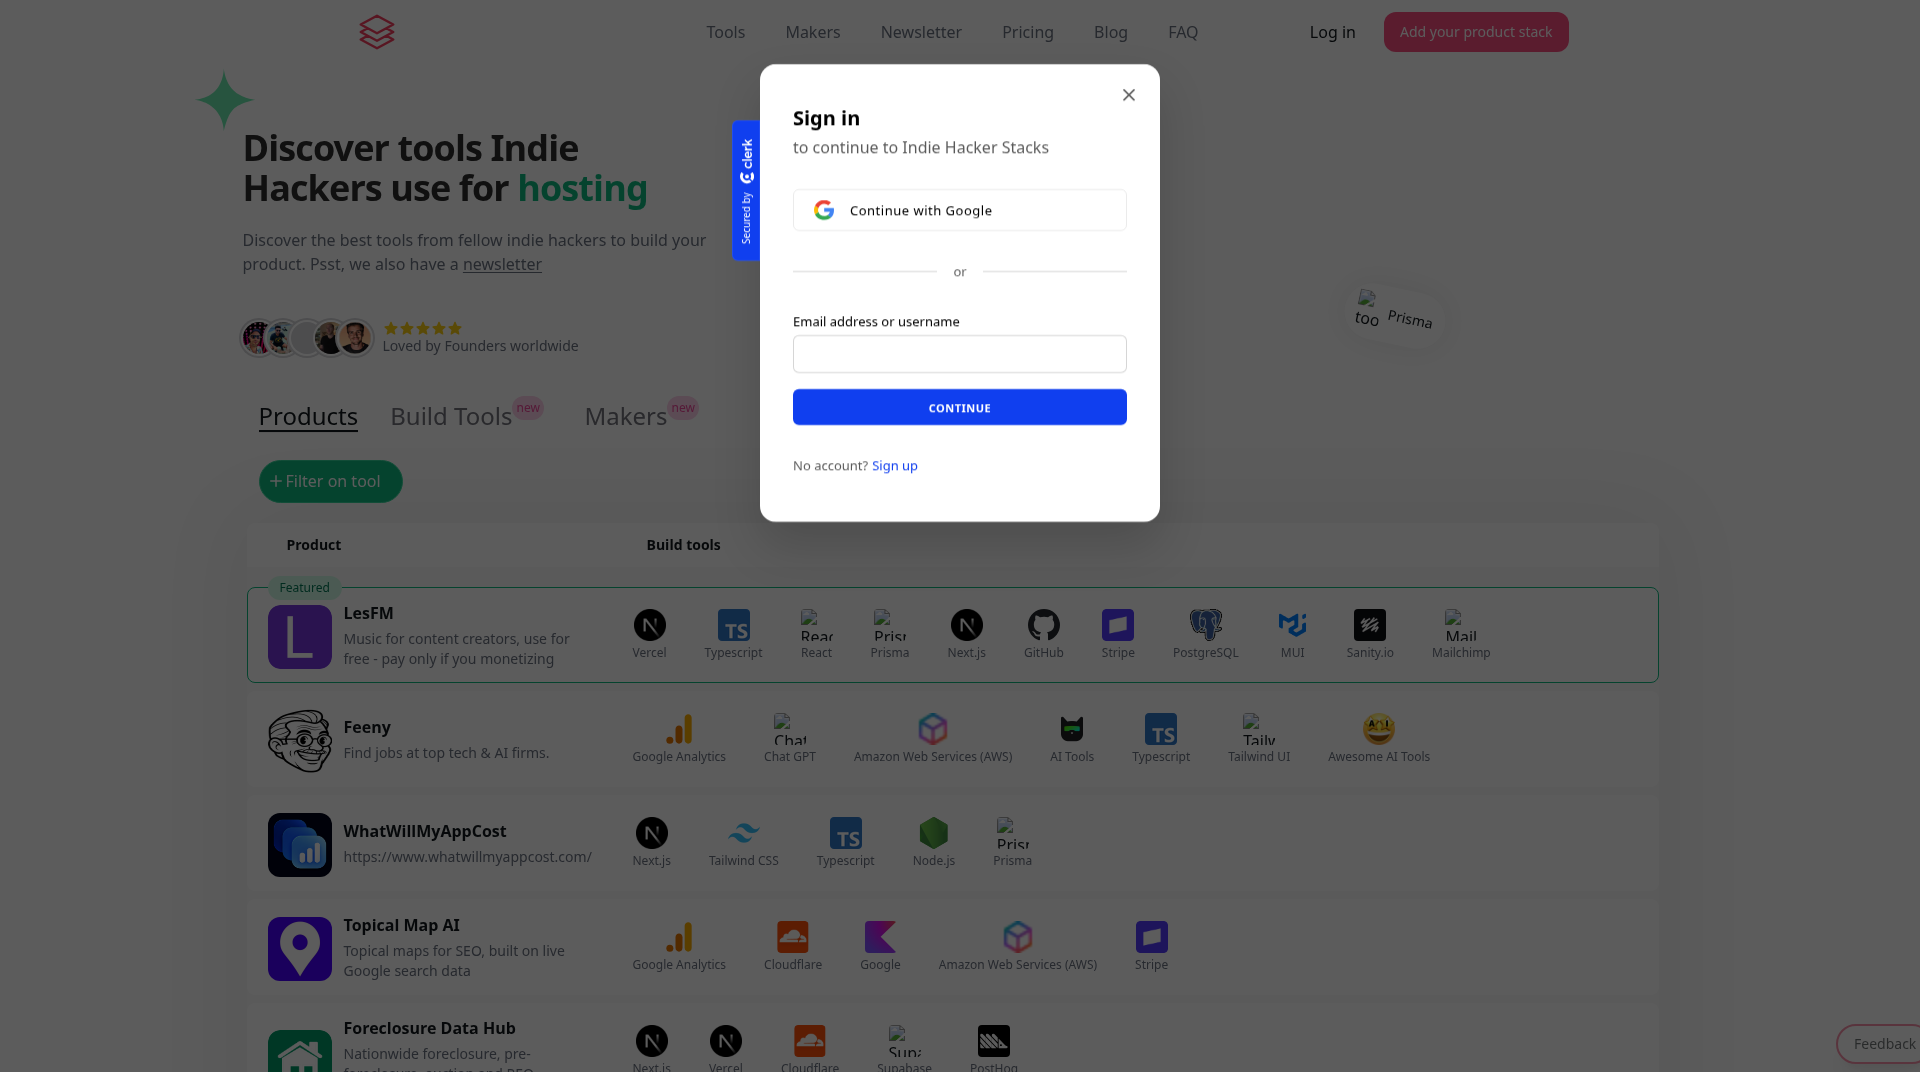 Tools Makers Newsletter Pricing Blog FAQ Log in Add your product stack
Sign in
to continue to Indie Hacker Stacks
Secured by clerk
Continue with Google
or
Email address or username
CONTINUE
No account? Sign up
Discover tools Indie
Hackers use for hosting
Discover the best tools from fellow indie hackers to build your
product. Psst, we also have a newsletter
Loved by Founders worldwide
too Prisma
Products Build Tools new Makers new
+ Filter on tool
Product Build tools
Featured
LesFM
Music for content creators, use for
free - pay only if you monetizing
Vercel Typescript React Prisma Next.js GitHub Stripe PostgreSQL MUI Sanity.io Mailchimp
Feeny
Find jobs at top tech & AI firms.
Google Analytics Chat GPT Amazon Web Services (AWS) AI Tools Typescript Tailwind UI Awesome AI Tools
WhatWillMyAppCost
https://www.whatwillmyappcost.com/
Next.js Tailwind CSS Typescript Node.js Prisma
Topical Map AI
Topical maps for SEO, built on live
Google search data
Google Analytics Cloudflare Google Amazon Web Services (AWS) Stripe
Foreclosure Data Hub
Nationwide foreclosure, pre-
foreclosure, auction and REO
Next.js Vercel Cloudflare Supabase PostHog
Feedback